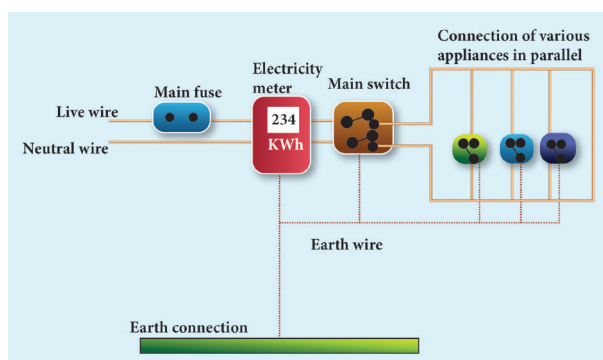 Connection of various
appliances in parallel
Electricity
meter
Main switch
Main fuse
Live wire
234
KWh
Neutral wire
Earth wire
Earth connection